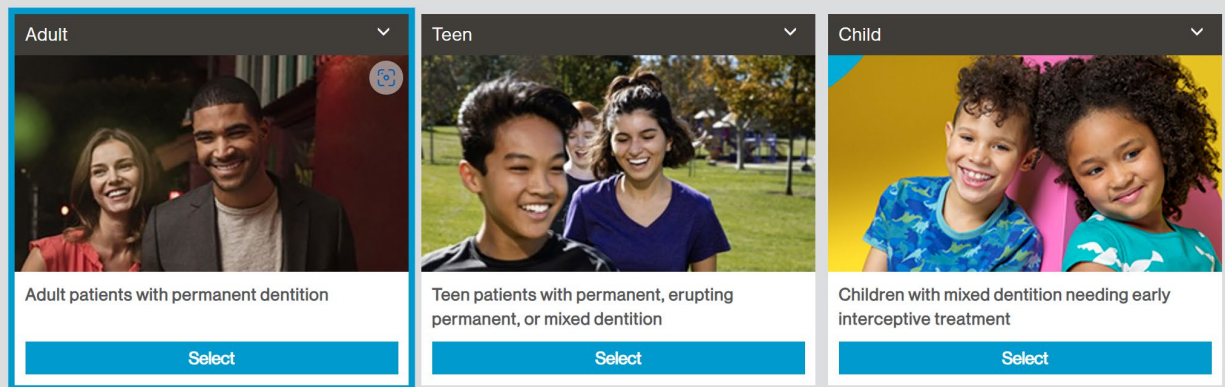 Adult
Adult patients with permanent dentition
Select
Teen
Teen patients with permanent, erupting
permanent, or mixed dentition
Select
Child
Children with mixed dentition needing early
interceptive treatment
Select